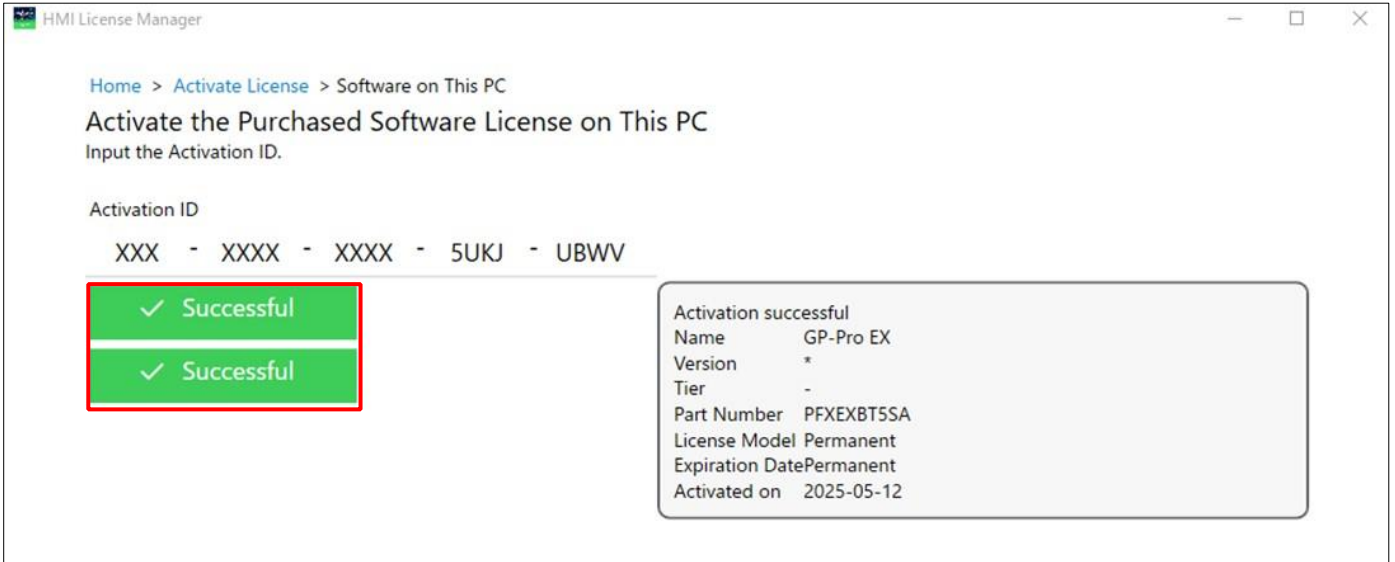 HMI License Manager
Home > Activate License > Software on This PC
Activate the Purchased Software License on This PC
Input the Activation ID.
Activation ID
XXX - XXXX - XXXX - 5UKJ - UBWV
Successful
Successful
Activation successful
Name GP-Pro EX
Version *
Tier -
Part Number PFXEXBT5SA
License Model Permanent
Expiration Date Permanent
Activated on 2025-05-12